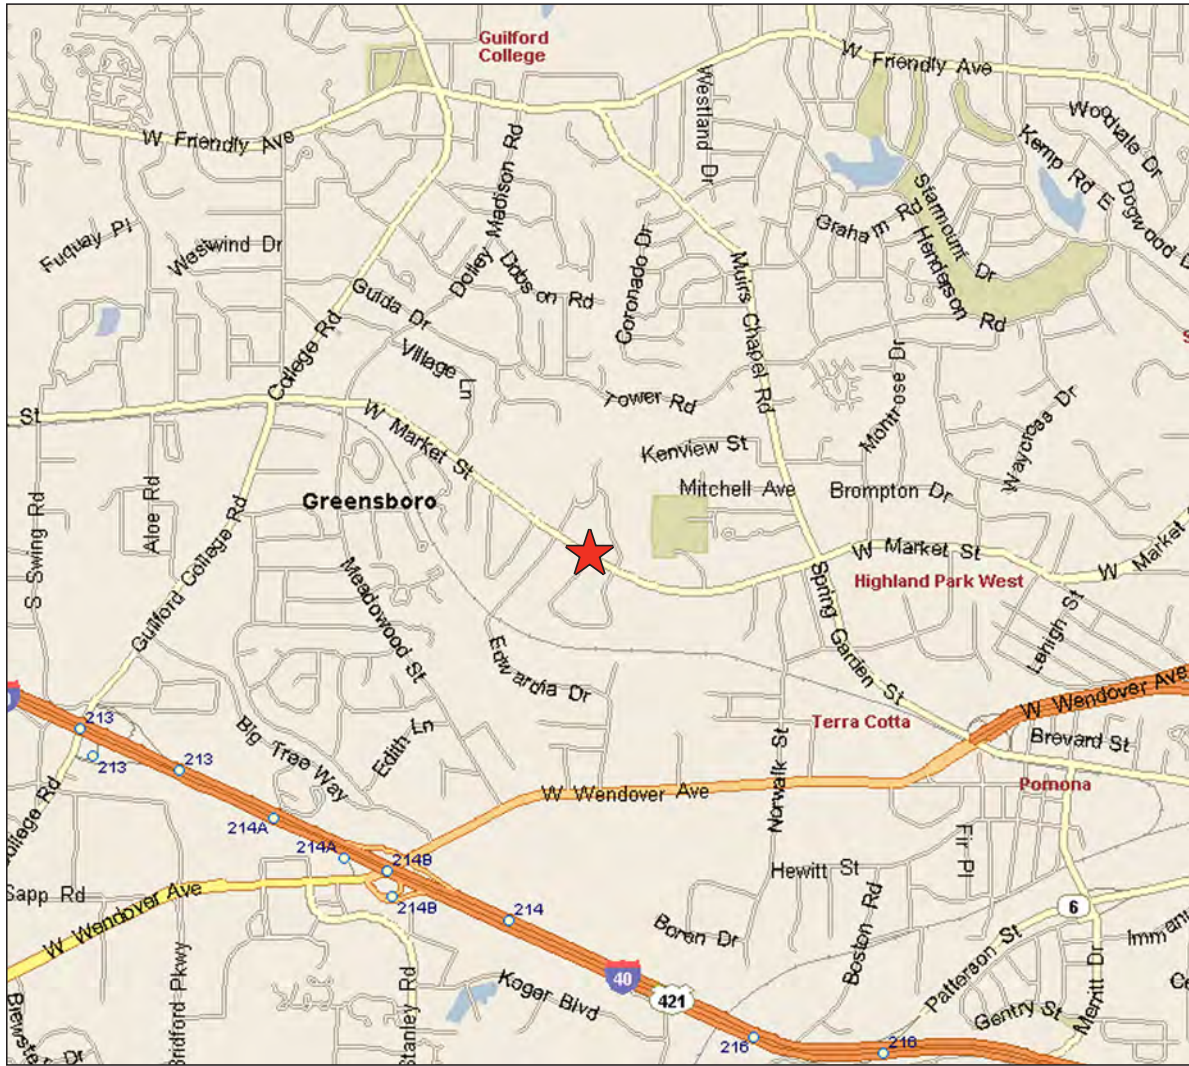 Guilford
College
W Friendly Ave
W Friendly Ave
Westland Dr
Woodvale Dr
Kemp Rd E
Dogwood D
Dolley Madison Rd
Starmount Dr
Graham Rd
Henderson Rd
Fuquay Pl
Westwind Dr
Dobson Rd
Coronado Dr
Muirs Chapel Rd
Guida Dr
College Rd
Village Ln
S
Tower Rd
Montrose Dr
Waycross Dr
St
W Market St
Kenview St
Mitchell Ave
Brompton Dr
Greensboro
S Swing Rd
Aloe Rd
Guilford College Rd
W Market St
W Market
Highland Park West
Meadowood St
Spring Garden St
Lehigh St
Edwardia Dr
W Wendover Ave
213
Terra Cotta
Brevard St
213
213
Big Tree Way
Edith Ln
Norwalk St
Pomona
W Wendover Ave
College Rd
214A
214A
214B
Fir Pl
Hewitt St
Sapp Rd
W Wendover Ave
214B
214
Boston Rd
6
Boren Dr
Patterson St
Imman
40
421
Koger Blvd
Bridford Pkwy
Stanley Rd
Gentry St
Merritt Dr
Ce
216
216
Dr